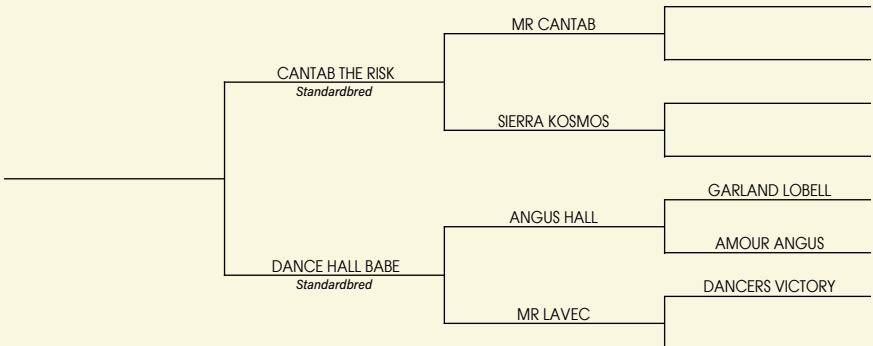 MR CANTAB
CANTAB THE RISK
Standardbred
SIERRA KOSMOS
GARLAND LOBELL
ANGUS HALL
AMOUR ANGUS
DANCE HALL BABE
Standardbred
DANCERS VICTORY
MR LAVEC